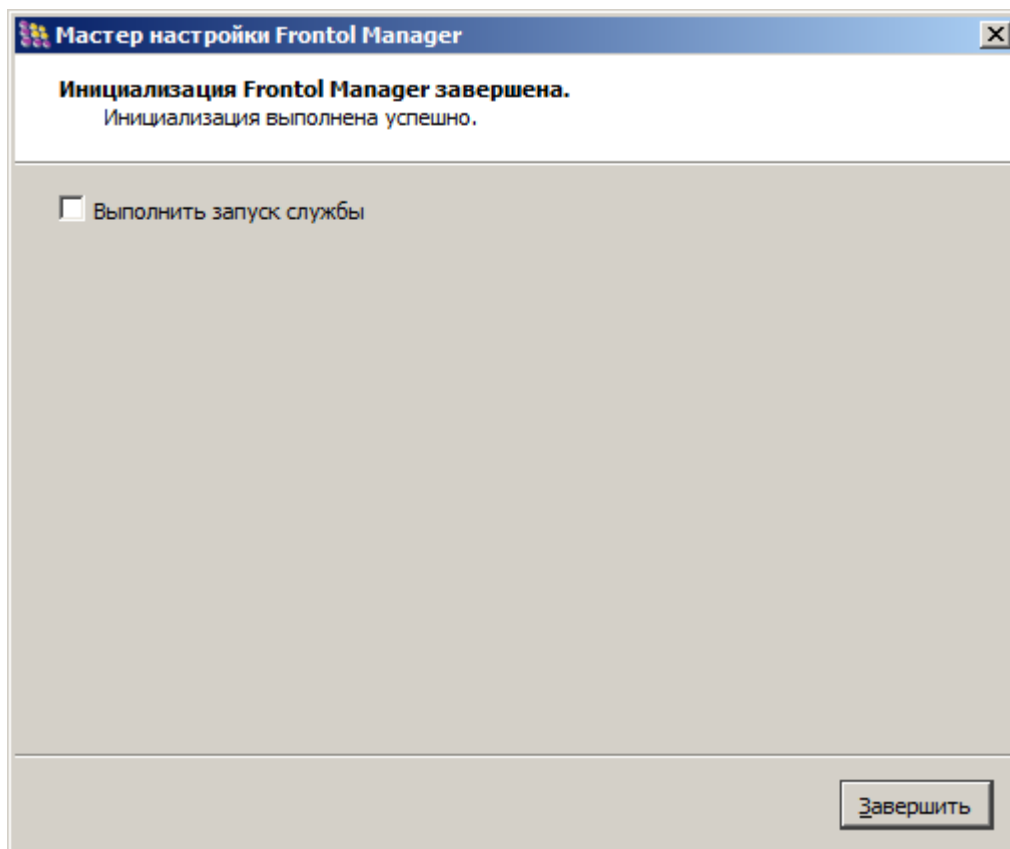 Мастер настройки Frontol Manager
Инициализация Frontol Manager завершена.
Инициализация выполнена успешно.
Выполнить запуск службы
Завершить